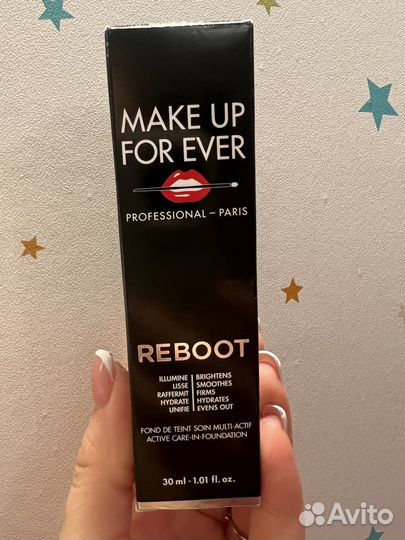 MAKE UP
FOR EVER
PROFESSIONAL – PARIS
REBOOT
ILLUMINE BRIGHTENS
LISSE SMOOTHES
RAFFERMIT FIRMS
HYDRATE HYDRATES
UNIFIE EVENS OUT
FOND DE TEINT SOIN MULTI-ACTIF
ACTIVE CARE-IN-FOUNDATION
30 ml - 1.01 fl. oz.
Avito